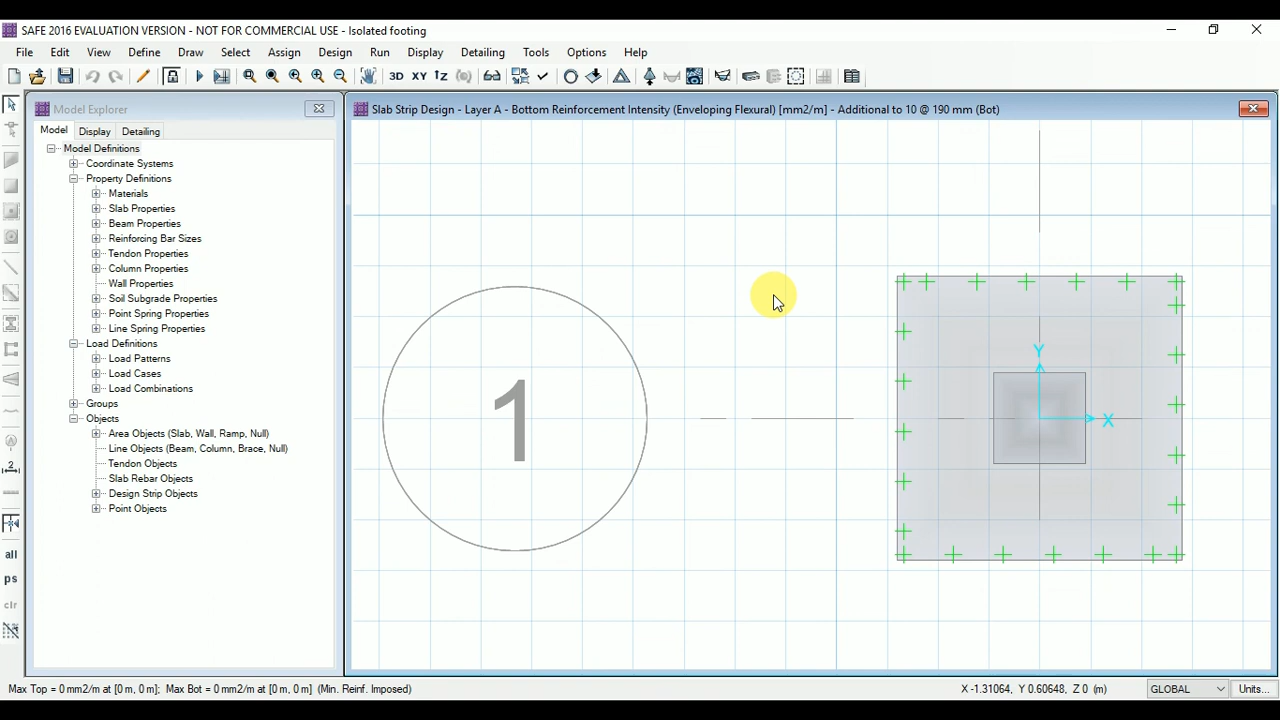 SAFE 2016 EVALUATION VERSION - NOT FOR COMMERCIAL USE - Isolated footing
File Edit View Define Draw Select Assign Design Run Display Detailing Tools Options Help
3D XY
Model Explorer
Model Display Detailing
Model Definitions
Coordinate Systems
Property Definitions
Materials
Slab Properties
Beam Properties
Reinforcing Bar Sizes
Tendon Properties
Column Properties
Wall Properties
Soil Subgrade Properties
Point Spring Properties
Line Spring Properties
Load Definitions
Load Patterns
Load Cases
Load Combinations
Groups
Objects
Area Objects (Slab, Wall, Ramp, Null)
Line Objects (Beam, Column, Brace, Null)
Tendon Objects
Slab Rebar Objects
Design Strip Objects
Point Objects
all
ps
clr
Slab Strip Design - Layer A - Bottom Reinforcement Intensity (Enveloping Flexural) [mm2/m] - Additional to 10 @ 190 mm (Bot)
1
Y
X
Max Top = 0 mm2/m at [0 m, 0 m]; Max Bot = 0 mm2/m at [0 m, 0 m] (Min. Reinf. Imposed)
X -1.31064, Y 0.60648, Z 0 (m)
GLOBAL
Units...